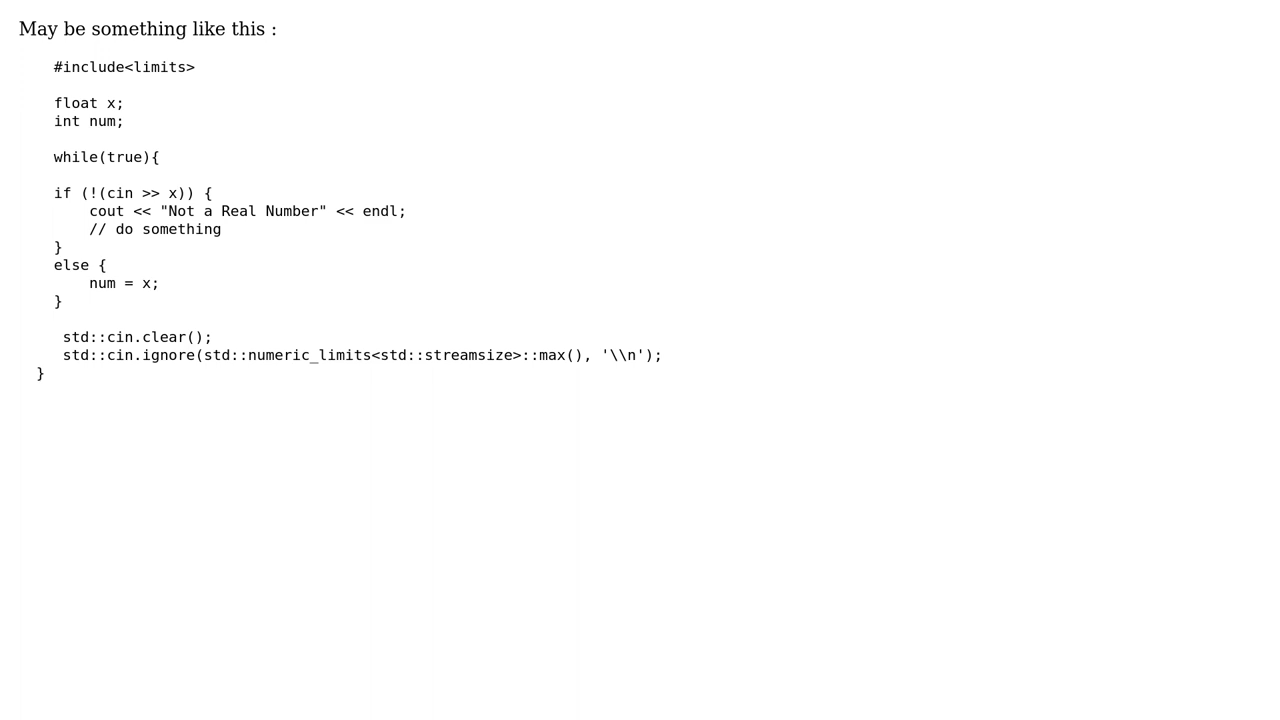 May be something like this :
#include<limits>
float x;
int num;
while(true){
if (!(cin >> x)) {
cout << "Not a Real Number" << endl;
// do something
}
else {
num = x;
}
std::cin.clear();
std::cin.ignore(std::numeric_limits<std::streamsize>::max(), '\\n');
}